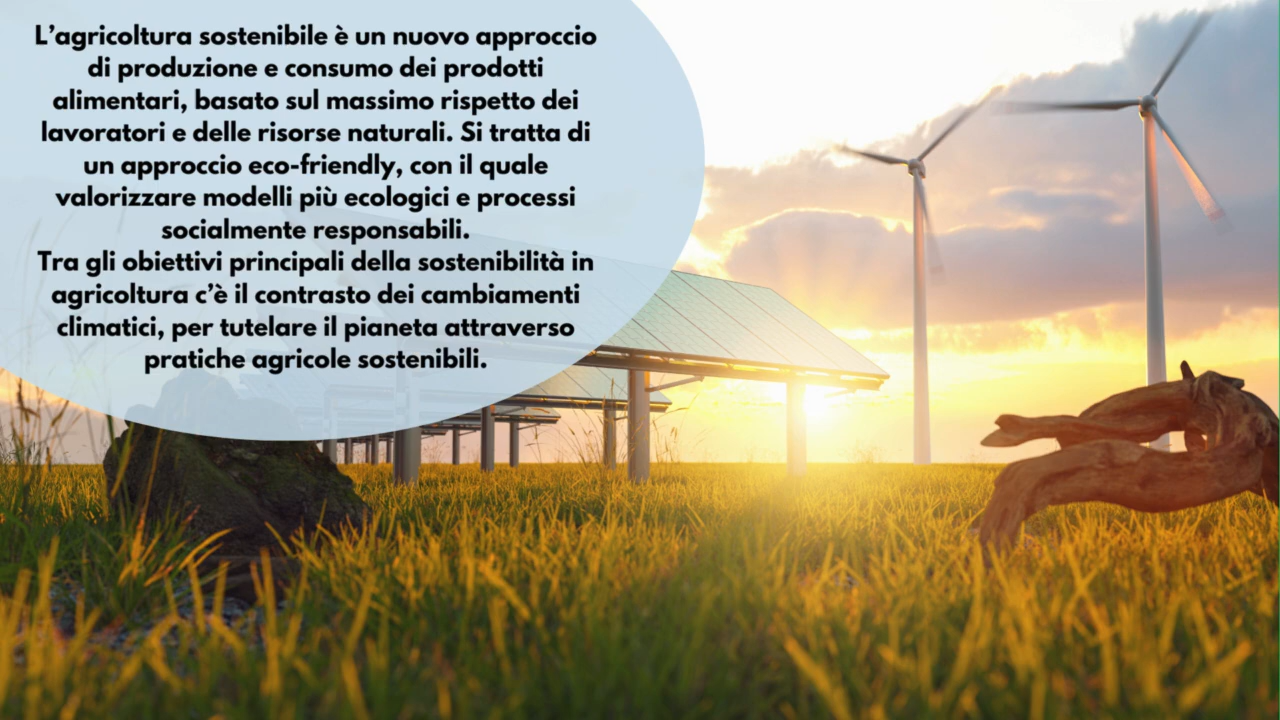 L’agricoltura sostenibile è un nuovo approccio
di produzione e consumo dei prodotti
alimentari, basato sul massimo rispetto dei
lavoratori e delle risorse naturali. Si tratta di
un approccio eco-friendly, con il quale
valorizzare modelli più ecologici e processi
socialmente responsabili.
Tra gli obiettivi principali della sostenibilità in
agricoltura c’è il contrasto dei cambiamenti
climatici, per tutelare il pianeta attraverso
pratiche agricole sostenibili.